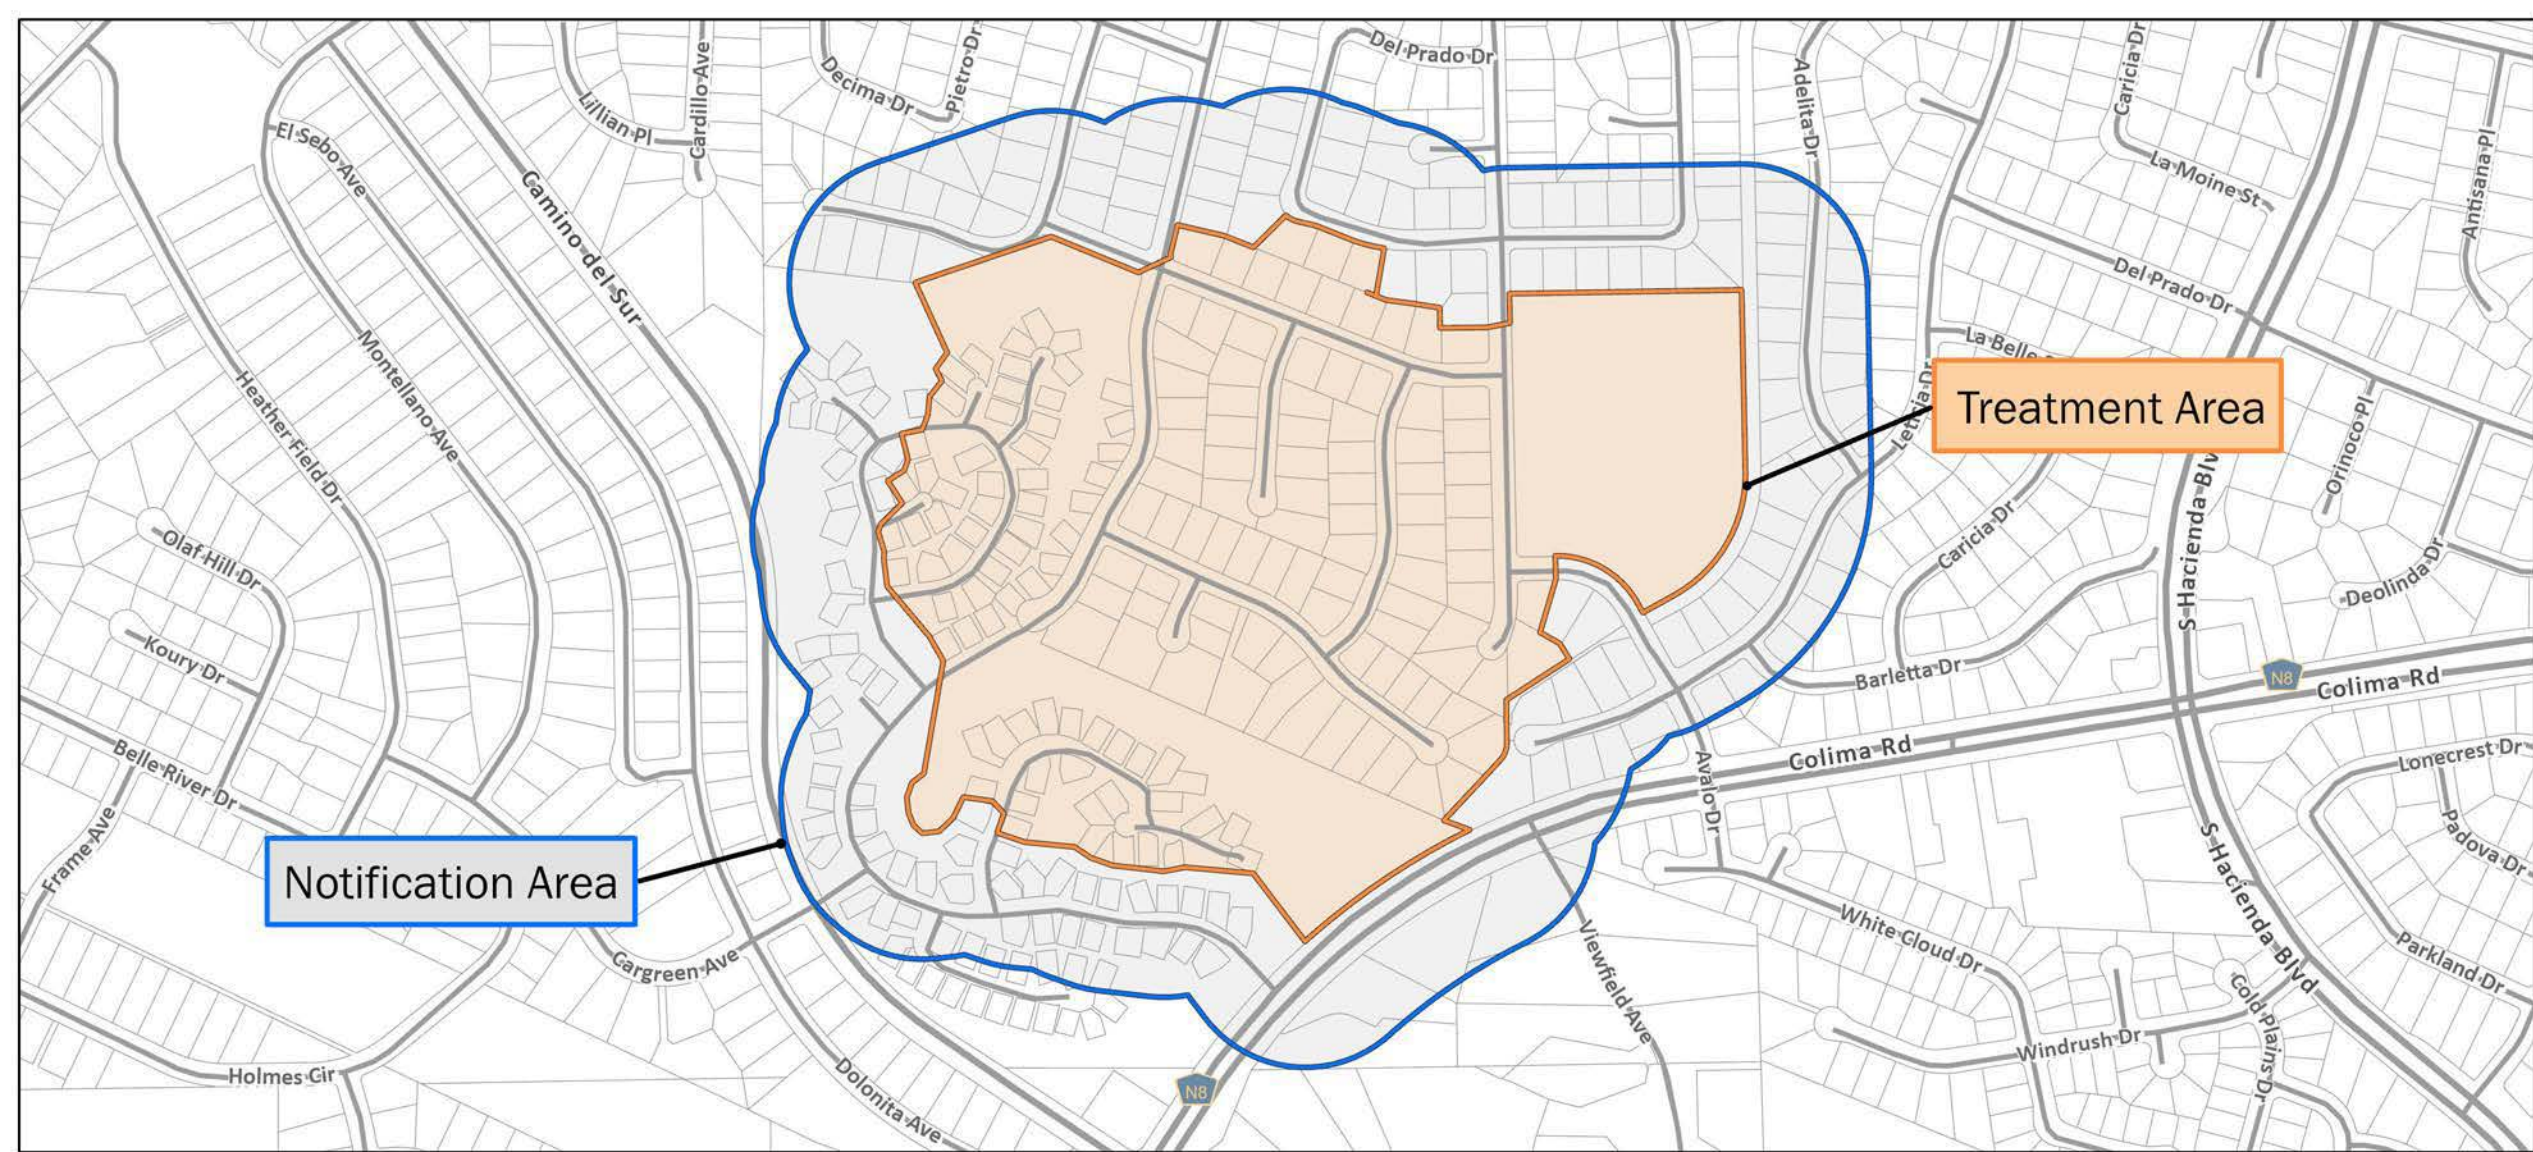 Del Prado Dr
Decima Dr
Pietro Dr
Cardillo Ave
Lillian Pl
Adelita Dr
Caricia Dr
La Moine St
Antisana Pl
El Sebo Ave
Camino del Sur
Del Prado Dr
La Belle
Montellano Ave
Heather Field Dr
Letricia Dr
Treatment Area
Orinoco Pl
S Hacienda Blv
Caricia Dr
Olaf Hill Dr
Deolinda Dr
Koury Dr
Barletta Dr
N8
Colima Rd
Belle River Dr
Colima Rd
Avalo Dr
Lonecrest Dr
Frame Ave
Padova Dr
Notification Area
S Hacienda Blvd
White Cloud Dr
Viewfield Ave
Cargreen Ave
Parkland Dr
Cold Plains Dr
Windrush Dr
Holmes Cir
Dolonita Ave
N8